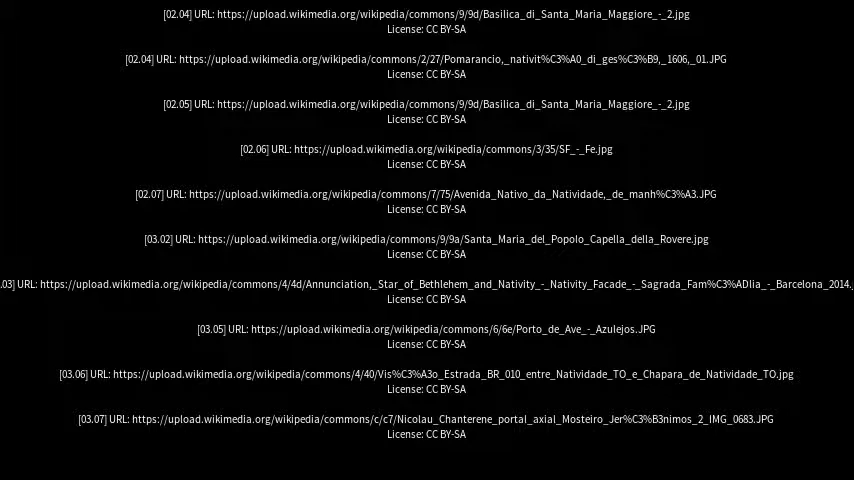 [02.04] URL: https://upload.wikimedia.org/wikipedia/commons/9/9d/Basilica_di_Santa_Maria_Maggiore_-_2.jpg
License: CC BY-SA
[02.04] URL: https://upload.wikimedia.org/wikipedia/commons/2/27/Pomarancio,_nativit%C3%A0_di_ges%C3%B9,_1606,_01.JPG
License: CC BY-SA
[02.05] URL: https://upload.wikimedia.org/wikipedia/commons/9/9d/Basilica_di_Santa_Maria_Maggiore_-_2.jpg
License: CC BY-SA
[02.06] URL: https://upload.wikimedia.org/wikipedia/commons/3/35/SF_-_Fe.jpg
License: CC BY-SA
[02.07] URL: https://upload.wikimedia.org/wikipedia/commons/7/75/Avenida_Nativo_da_Natividade,_de_manh%C3%A3.JPG
License: CC BY-SA
[03.02] URL: https://upload.wikimedia.org/wikipedia/commons/9/9a/Santa_Maria_del_Popolo_Capella_della_Rovere.jpg
License: CC BY-SA
.03] URL: https://upload.wikimedia.org/wikipedia/commons/4/4d/Annunciation,_Star_of_Bethlehem_and_Nativity_-_Nativity_Facade_-_Sagrada_Fam%C3%ADlia_-_Barcelona_2014.
License: CC BY-SA
[03.05] URL: https://upload.wikimedia.org/wikipedia/commons/6/6e/Porto_de_Ave_-_Azulejos.JPG
License: CC BY-SA
[03.06] URL: https://upload.wikimedia.org/wikipedia/commons/4/40/Vis%C3%A3o_Estrada_BR_010_entre_Natividade_TO_e_Chapara_de_Natividade_TO.jpg
License: CC BY-SA
[03.07] URL: https://upload.wikimedia.org/wikipedia/commons/c/c7/Nicolau_Chanterene_portal_axial_Mosteiro_Jer%C3%B3nimos_2_IMG_0683.JPG
License: CC BY-SA